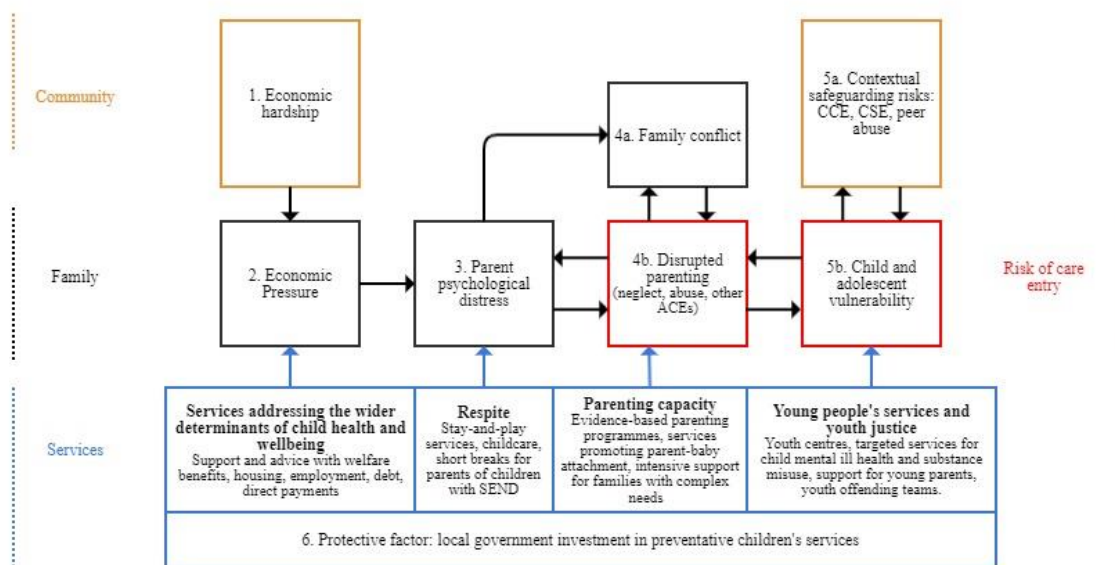 Community
1. Economic
hardship
4a. Family conflict
5a. Contextual
safeguarding risks:
CCE, CSE, peer
abuse
Family
2. Economic
Pressure
3. Parent
psychological
distress
4b. Disrupted
parenting
(neglect, abuse, other
ACEs)
5b. Child and
adolescent
vulnerability
Risk of care
entry
Services
Services addressing the wider
determinants of child health and
wellbeing
Support and advice with welfare
benefits, housing, employment, debt,
direct payments
Respite
Stay-and-play
services, childcare,
short breaks for
parents of children
with SEND
Parenting capacity
Evidence-based parenting
programmes, services
promoting parent-baby
attachment, intensive support
for families with complex
needs
Young people's services and
youth justice
Youth centres, targeted services for
child mental ill health and substance
misuse, support for young parents,
youth offending teams.
6. Protective factor: local government investment in preventative children's services